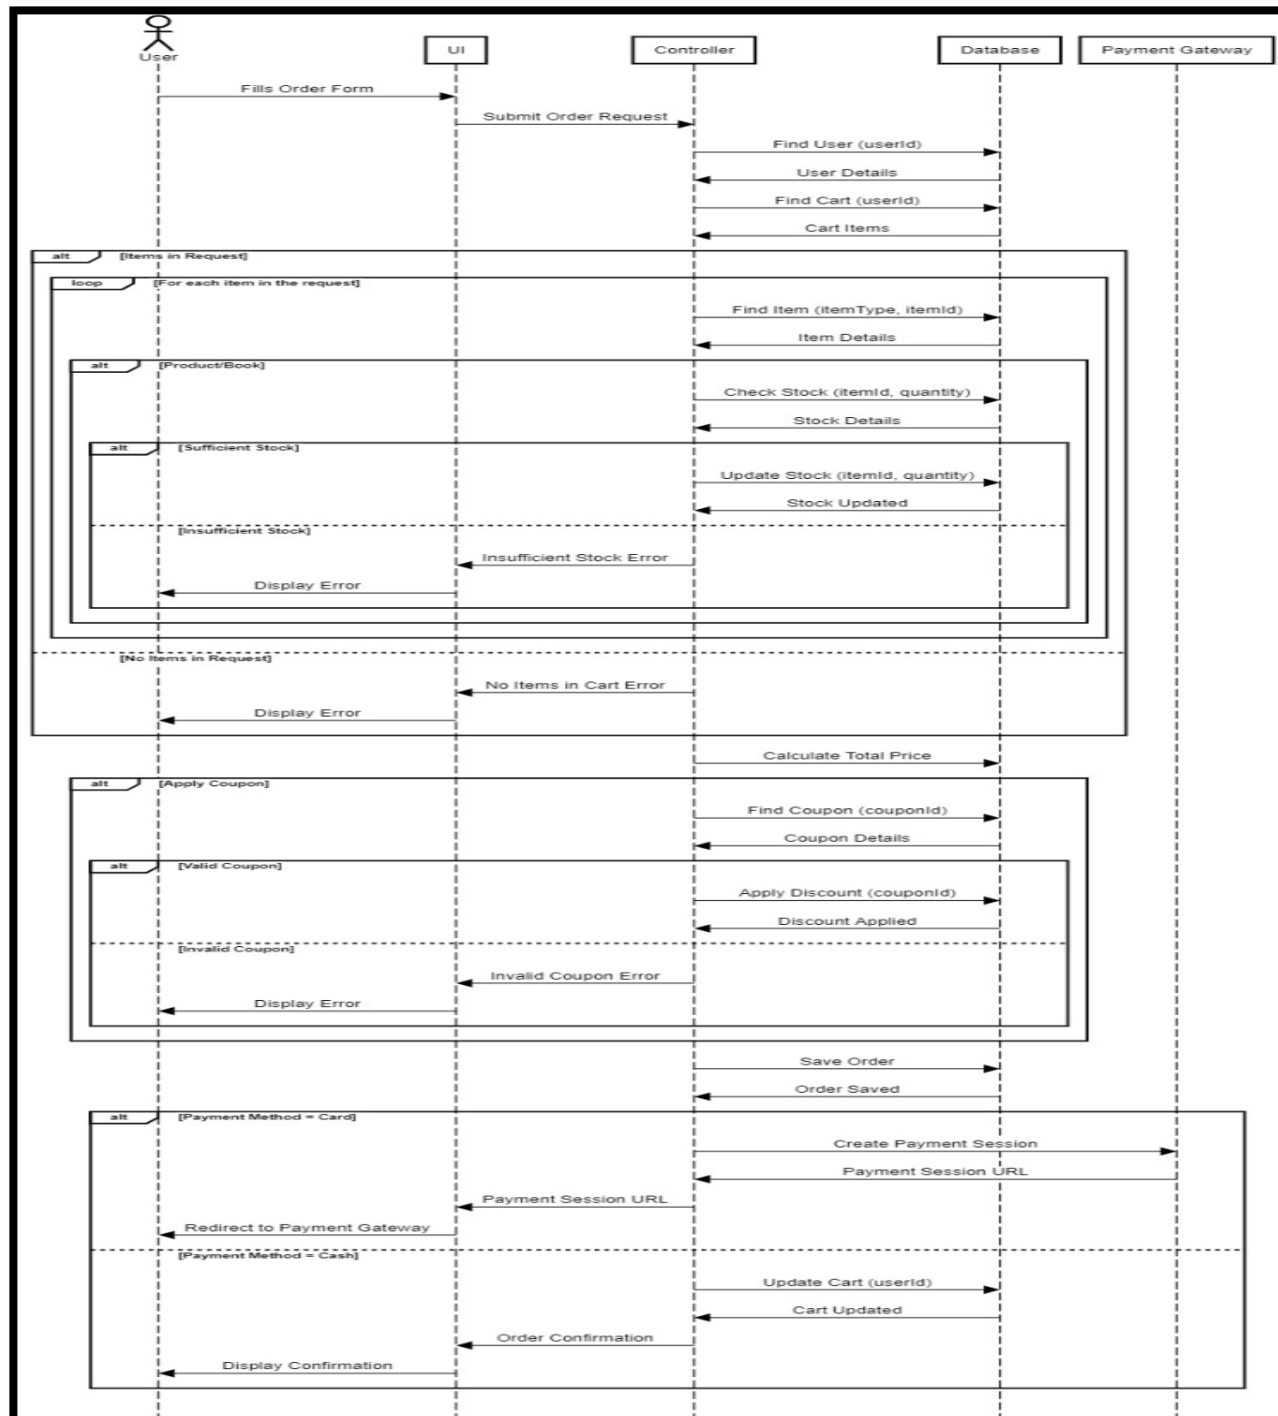 User
UI
Controller
Database
Payment Gateway
Fills Order Form
Submit Order Request
Find User (userId)
User Details
Find Cart (userId)
Cart Items
alt [Items in Request]
loop [For each item in the request]
Find Item (itemType, itemId)
Item Details
alt [Product/Book]
Check Stock (itemId, quantity)
Stock Details
alt [Sufficient Stock]
Update Stock (itemId, quantity)
Stock Updated
[Insufficient Stock]
Insufficient Stock Error
Display Error
[No Items in Request]
No Items in Cart Error
Display Error
Calculate Total Price
alt [Apply Coupon]
Find Coupon (couponId)
Coupon Details
alt [Valid Coupon]
Apply Discount (couponId)
Discount Applied
[Invalid Coupon]
Invalid Coupon Error
Display Error
Save Order
Order Saved
alt [Payment Method = Card]
Create Payment Session
Payment Session URL
Payment Session URL
Redirect to Payment Gateway
[Payment Method = Cash]
Update Cart (userId)
Cart Updated
Order Confirmation
Display Confirmation